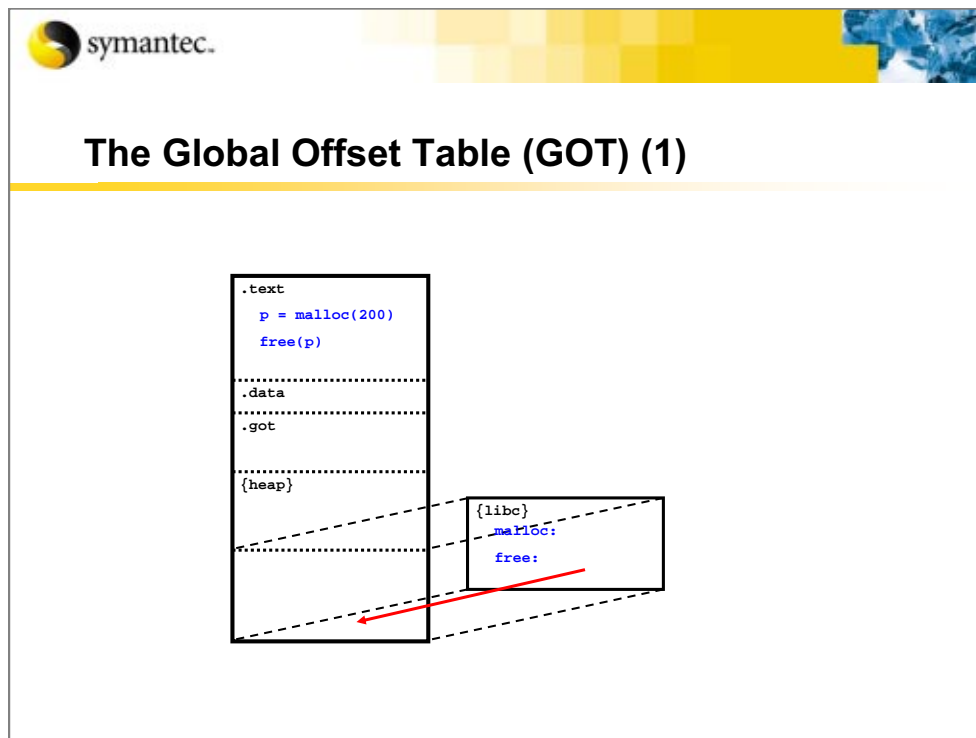 symantec.
The Global Offset Table (GOT) (1)
.text
p = malloc(200)
free(p)
.data
.got
{heap}
{libc}
malloc:
free: